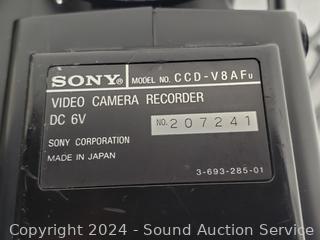 SONY® MODEL NO. CCD-V8AFu
VIDEO CAMERA RECORDER
DC 6V NO. 207241
SONY CORPORATION
MADE IN JAPAN
3-693-285-01
Copyright 2024 - Sound Auction Service